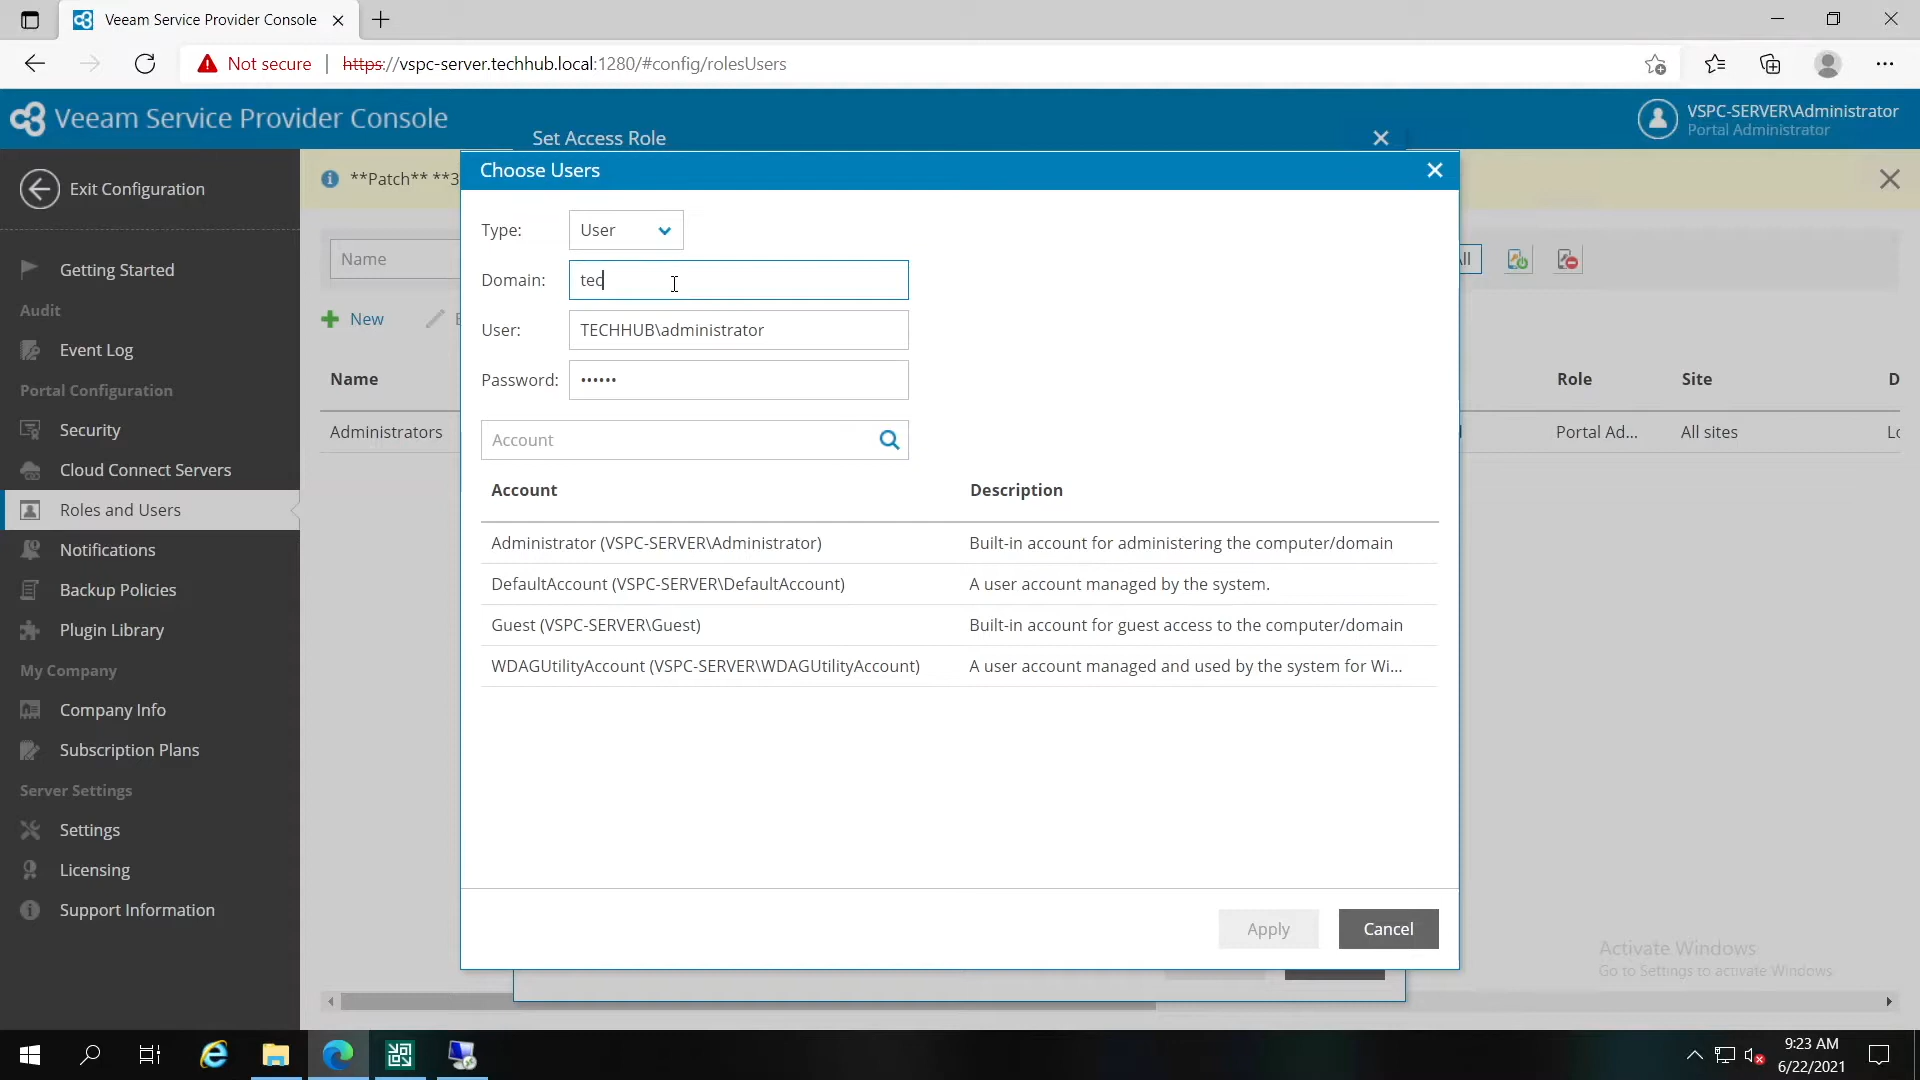 Veeam Service Provider Console
Not secure
https://vspc-server.techhub.local:1280/#config/rolesUsers
Veeam Service Provider Console
VSPC-SERVER\Administrator
Portal Administrator
Set Access Role
Exit Configuration
**Patch** **3
Choose Users
Getting Started
Audit
Event Log
Portal Configuration
Security
Cloud Connect Servers
Roles and Users
Notifications
Backup Policies
Plugin Library
My Company
Company Info
Subscription Plans
Server Settings
Settings
Licensing
Support Information
Name
New
Name
Role
Site
D
Administrators
Portal Ad...
All sites
Type:
User
Domain:
tec
User:
TECHHUB\administrator
Password:
••••••
Account
Account
Description
Administrator (VSPC-SERVER\Administrator)
Built-in account for administering the computer/domain
DefaultAccount (VSPC-SERVER\DefaultAccount)
A user account managed by the system.
Guest (VSPC-SERVER\Guest)
Built-in account for guest access to the computer/domain
WDAGUtilityAccount (VSPC-SERVER\WDAGUtilityAccount)
A user account managed and used by the system for Wi...
Apply
Cancel
Activate Windows
Go to Settings to activate Windows
9:23 AM
6/22/2021